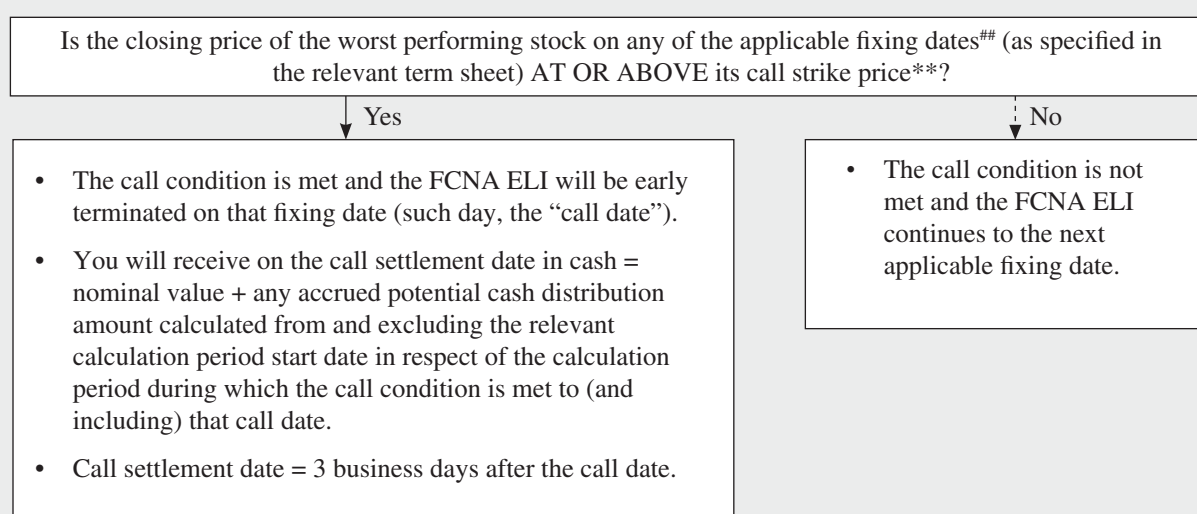 Is the closing price of the worst performing stock on any of the applicable fixing dates## (as specified in
the relevant term sheet) AT OR ABOVE its call strike price**?
Yes
No
• The call condition is met and the FCNA ELI will be early
terminated on that fixing date (such day, the “call date”).
• You will receive on the call settlement date in cash =
nominal value + any accrued potential cash distribution
amount calculated from and excluding the relevant
calculation period start date in respect of the calculation
period during which the call condition is met to (and
including) that call date.
• Call settlement date = 3 business days after the call date.
• The call condition is not
met and the FCNA ELI
continues to the next
applicable fixing date.